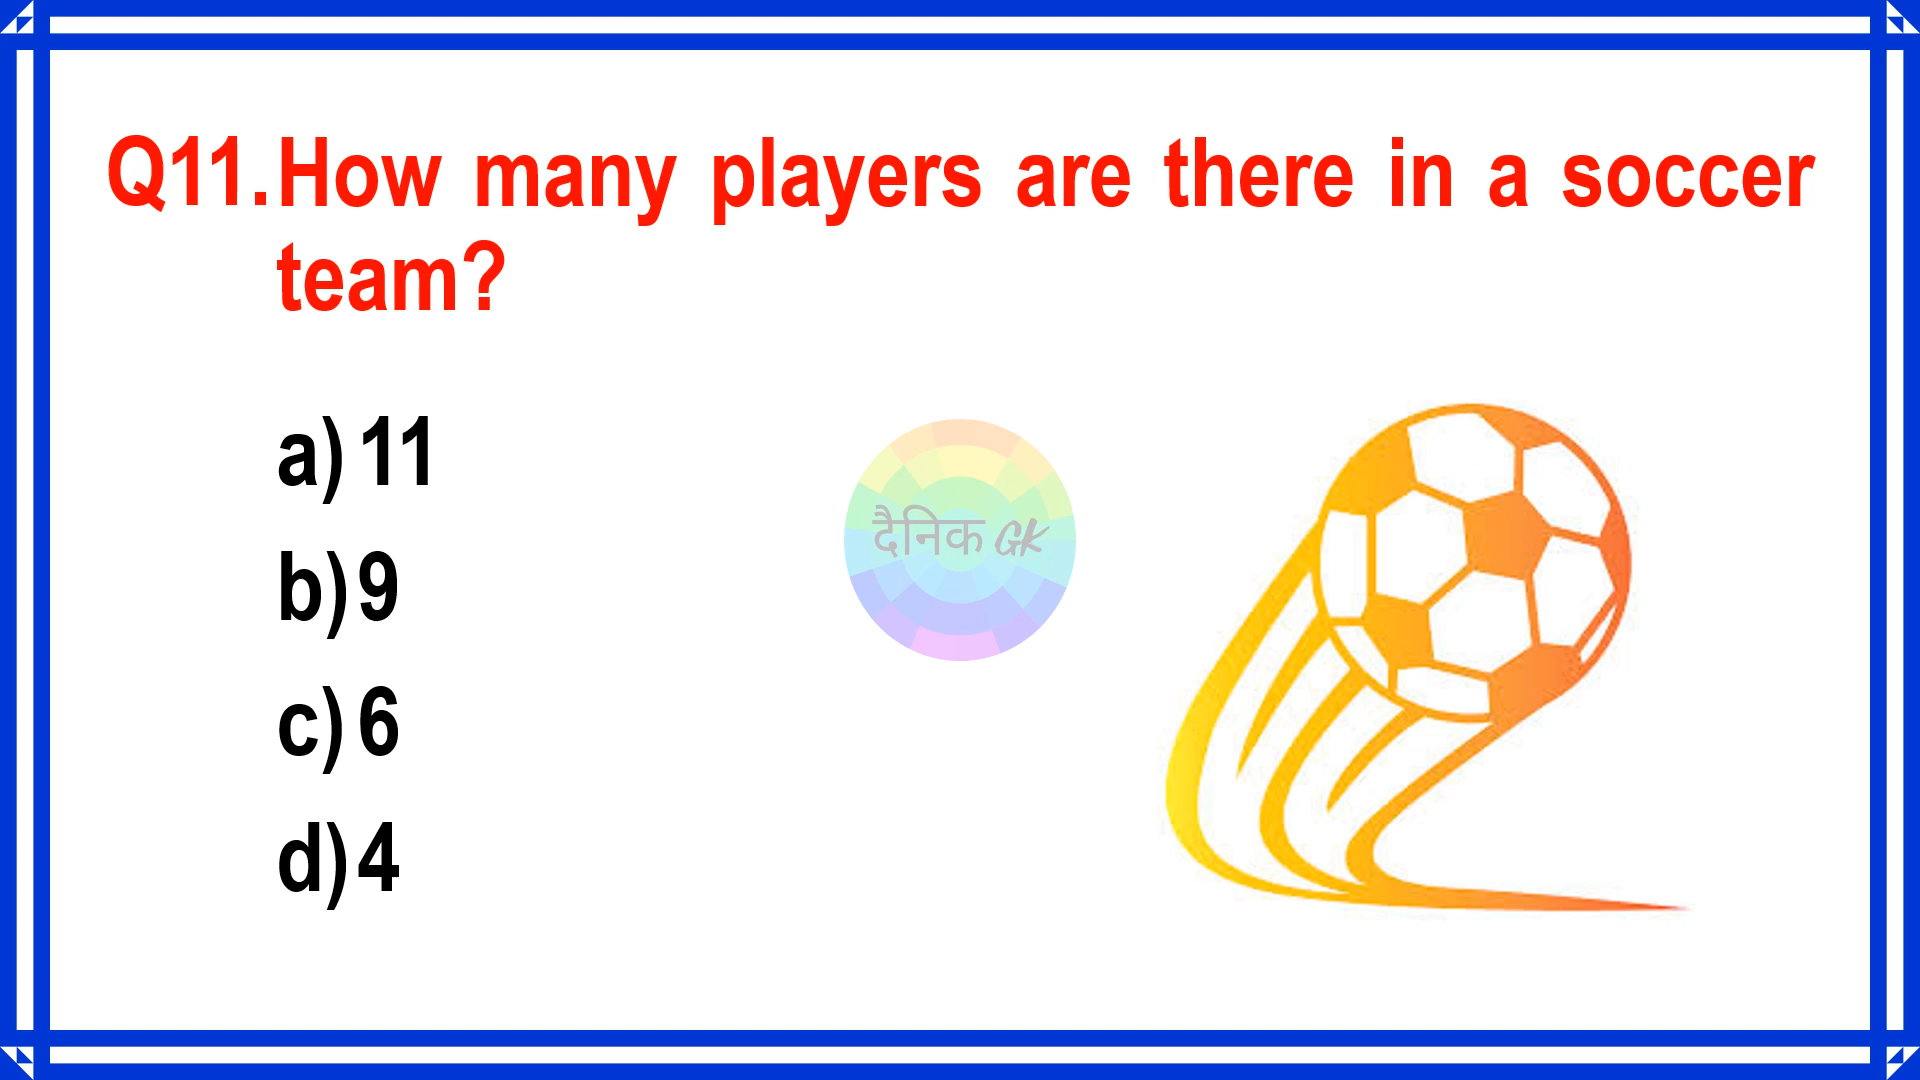 Q11. How many players are there in a soccer
team?
a) 11
दैनिक GK
b) 9
c) 6
d) 4